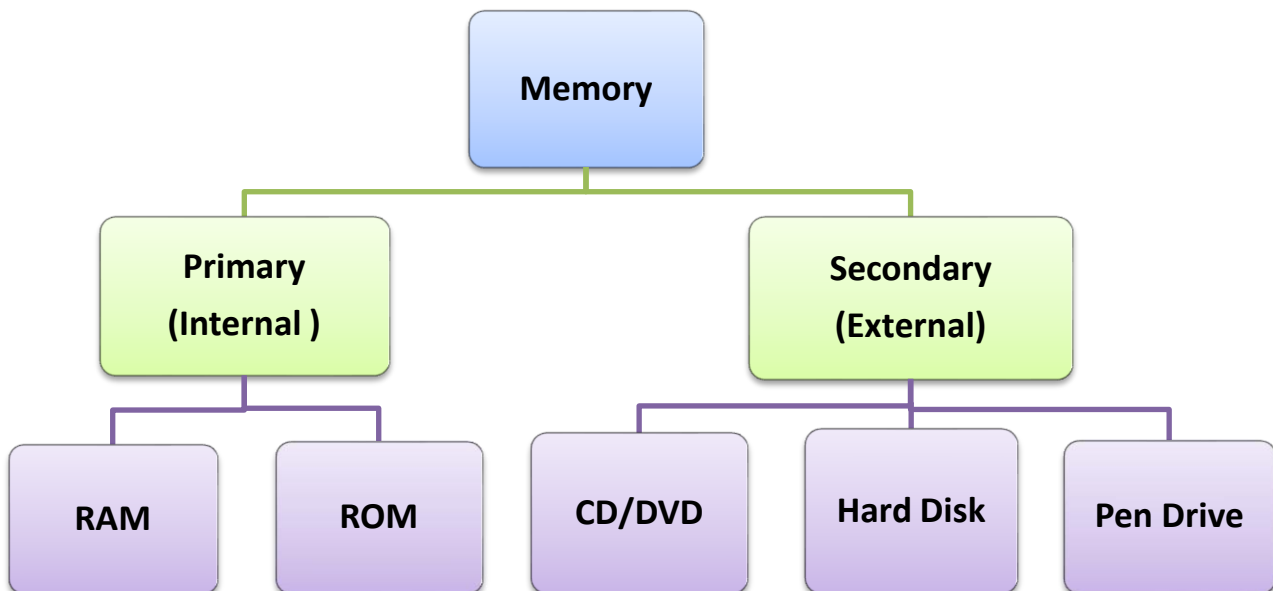 Memory
Primary
(Internal )
Secondary
(External)
RAM
ROM
CD/DVD
Hard Disk
Pen Drive